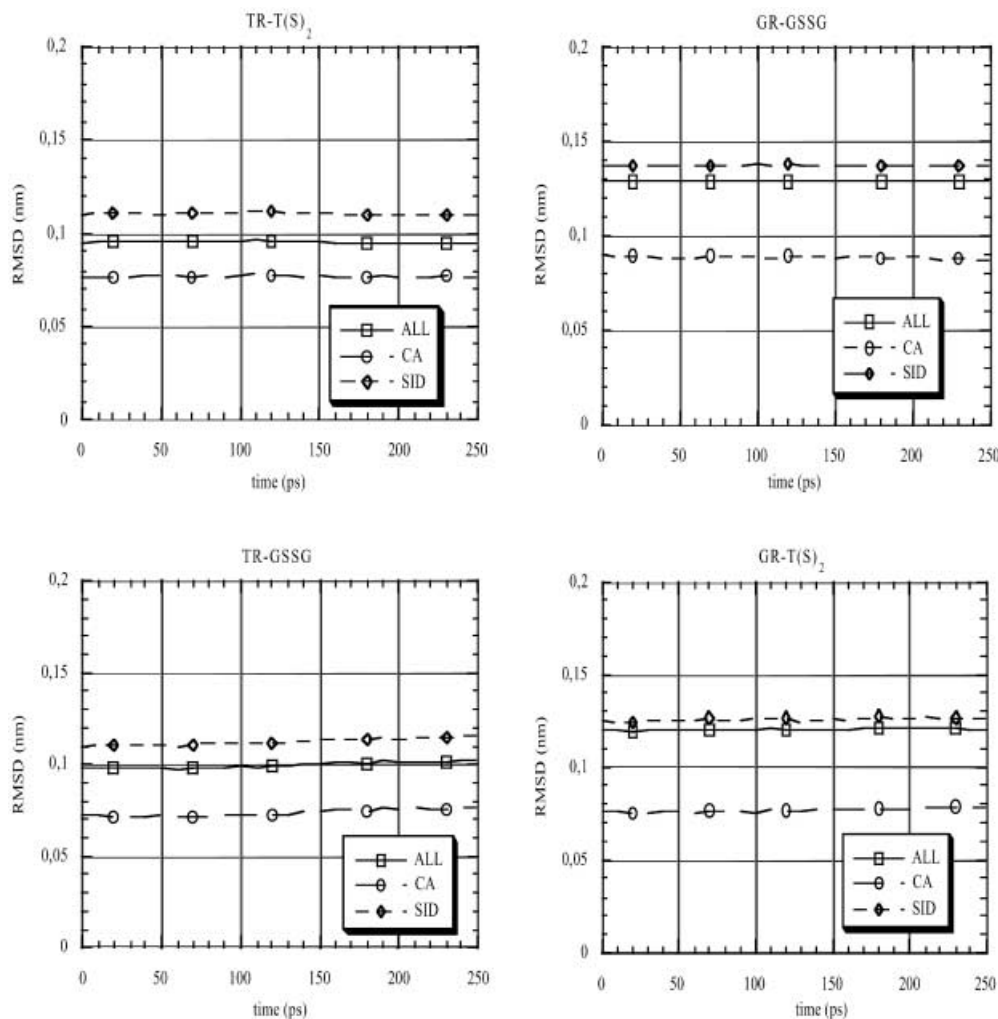 TR-T(S)2
RMSD (nm)
0,2
0,15
0,1
0,05
0
ALL
CA
SID
0 50 100 150 200 250
time (ps)
GR-GSSG
RMSD (nm)
0,2
0,15
0,1
0,05
0
ALL
CA
SID
0 50 100 150 200 250
time (ps)
TR-GSSG
RMSD (nm)
0,2
0,15
0,1
0,05
0
ALL
CA
SID
0 50 100 150 200 250
time (ps)
GR-T(S)2
RMSD (nm)
0,2
0,15
0,1
0,05
0
ALL
CA
SID
0 50 100 150 200 250
time (ps)